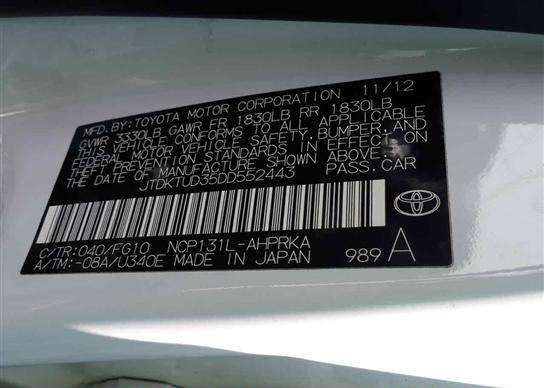 MFD.BY:TOYOTA MOTOR CORPORATION 11/12
GVWR 3330LB GAWR FR 1830LB RR 1830LB
THIS VEHICLE CONFORMS TO ALL APPLICABLE
FEDERAL MOTOR VEHICLE SAFETY, BUMPER, AND
THEFT PREVENTION STANDARDS IN EFFECT ON
THE DATE OF MANUFACTURE SHOWN ABOVE.
JTDKTUD35DD552443 PASS.CAR
C/TR:040/FG10 NCP131L-AHPRKA
A/TM:-08A/U340E MADE IN JAPAN 989 A